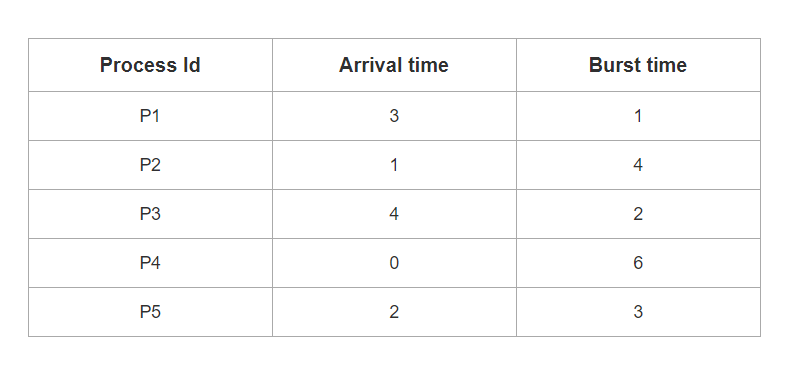 Process Id Arrival time Burst time
P1 3 1
P2 1 4
P3 4 2
P4 0 6
P5 2 3